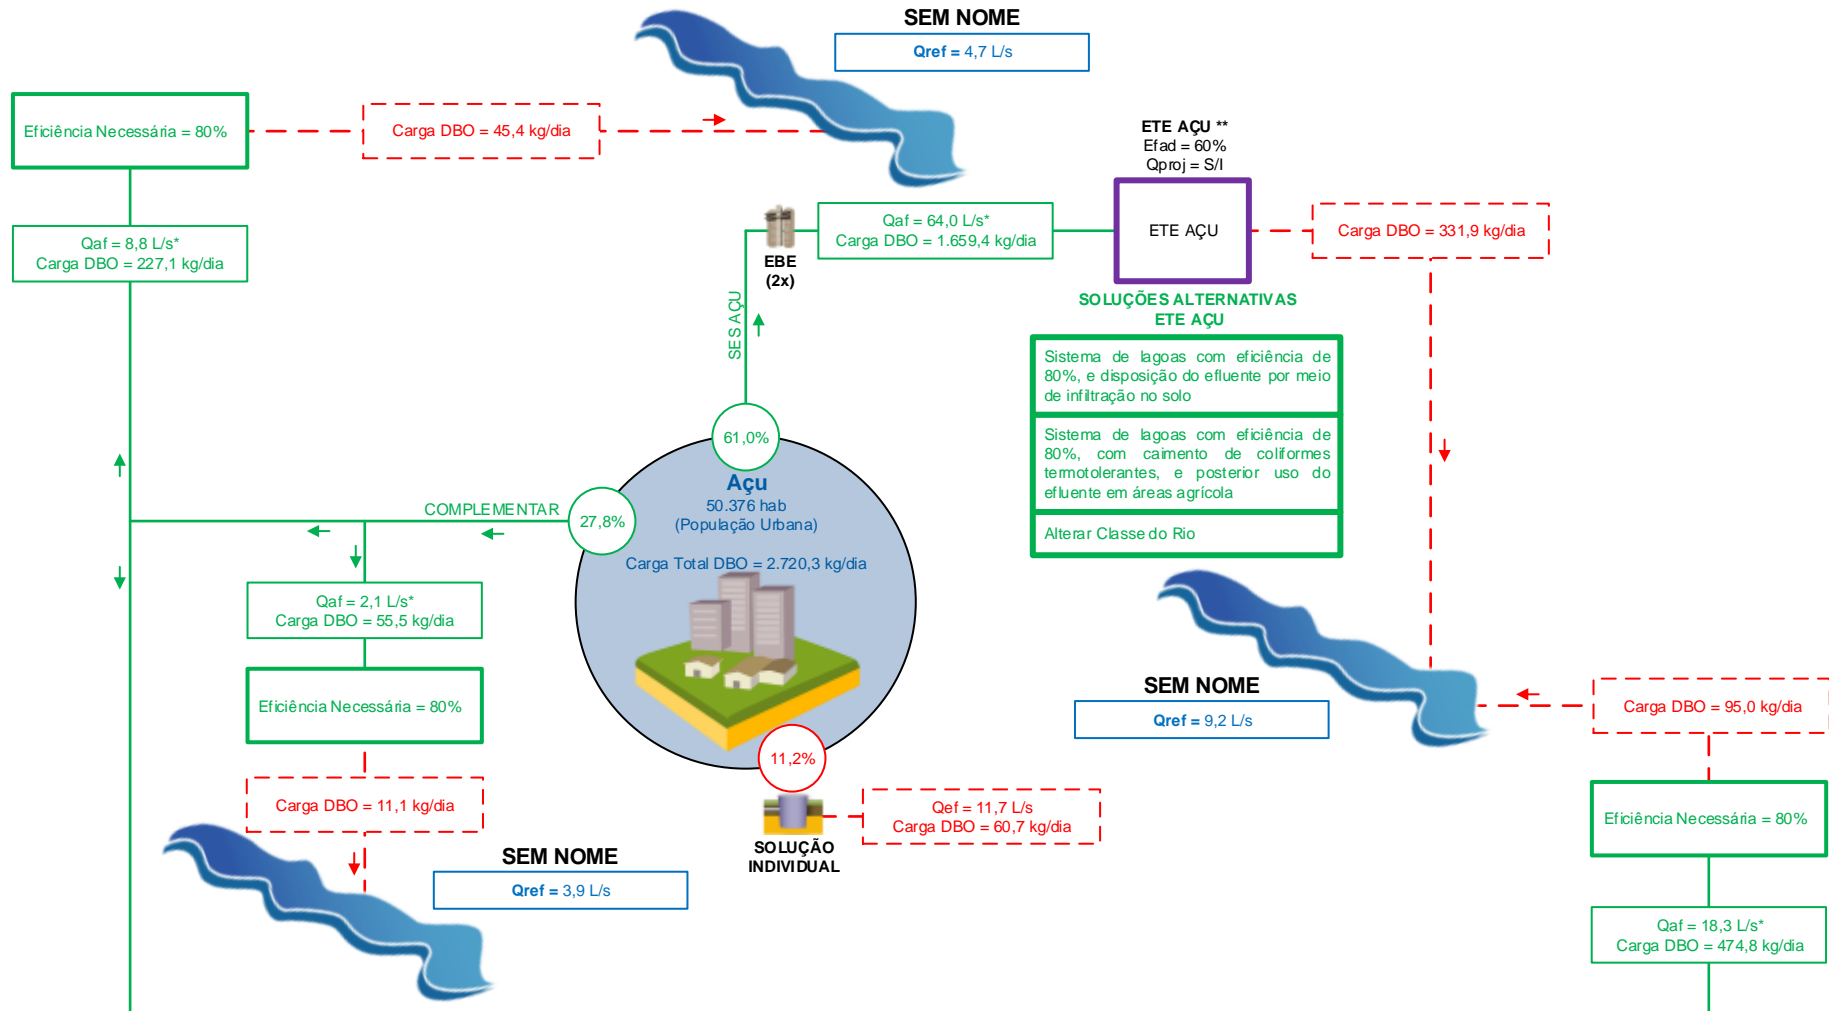 SEM NOME
Qref = 4,7 L/s
Eficiência Necessária = 80%
Carga DBO = 45,4 kg/dia
ETE AÇU **
Efad = 60%
Qproj = S/I
Qaf = 8,8 L/s*
Carga DBO = 227,1 kg/dia
EBE
(2x)
Qaf = 64,0 L/s*
Carga DBO = 1.659,4 kg/dia
ETE AÇU
Carga DBO = 331,9 kg/dia
SES AÇU
SOLUÇÕES ALTERNATIVAS
ETE AÇU
Sistema de lagoas com eficiência de
80%, e disposição do efluente por meio
de infiltração no solo
Sistema de lagoas com eficiência de
80%, com caimento de coliformes
termotolerantes, e posterior uso do
efluente em áreas agrícola
Alterar Classe do Rio
61,0%
Açu
50.376 hab
(População Urbana)
Carga Total DBO = 2.720,3 kg/dia
COMPLEMENTAR
27,8%
Qaf = 2,1 L/s*
Carga DBO = 55,5 kg/dia
Eficiência Necessária = 80%
Carga DBO = 11,1 kg/dia
SEM NOME
Qref = 3,9 L/s
11,2%
SOLUÇÃO
INDIVIDUAL
Qef = 11,7 L/s
Carga DBO = 60,7 kg/dia
SEM NOME
Qref = 9,2 L/s
Carga DBO = 95,0 kg/dia
Eficiência Necessária = 80%
Qaf = 18,3 L/s*
Carga DBO = 474,8 kg/dia